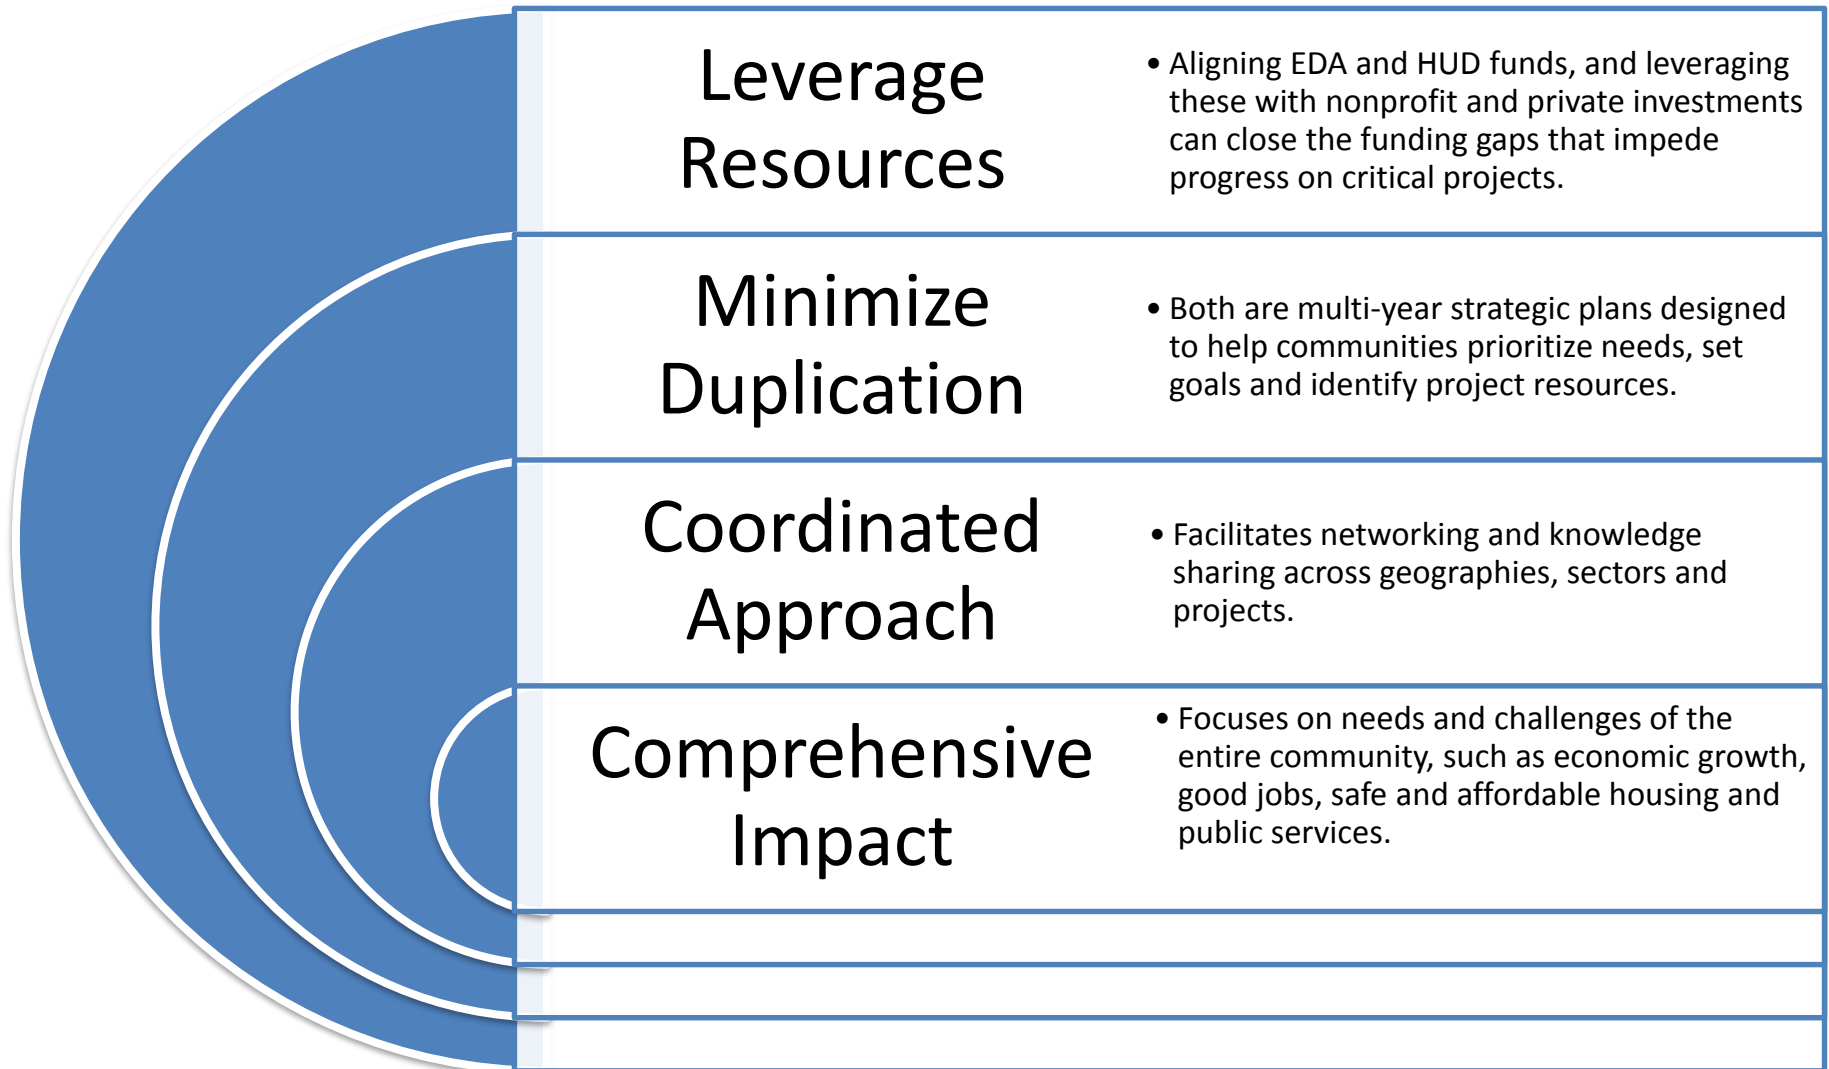 Leverage
Resources
• Aligning EDA and HUD funds, and leveraging
these with nonprofit and private investments
can close the funding gaps that impede
progress on critical projects.
Minimize
Duplication
• Both are multi-year strategic plans designed
to help communities prioritize needs, set
goals and identify project resources.
Coordinated
Approach
• Facilitates networking and knowledge
sharing across geographies, sectors and
projects.
Comprehensive
Impact
• Focuses on needs and challenges of the
entire community, such as economic growth,
good jobs, safe and affordable housing and
public services.